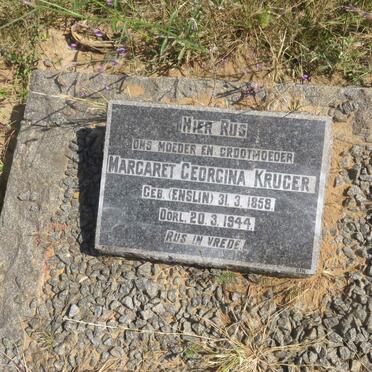 HIER RUS
ONS MOEDER EN GROOTMOEDER
MARGARET GEORGINA KRUGER
GEB. (ENSLIN) 31. 3. 1858.
OORL. 20. 3. 1944.
RUS IN VREDE